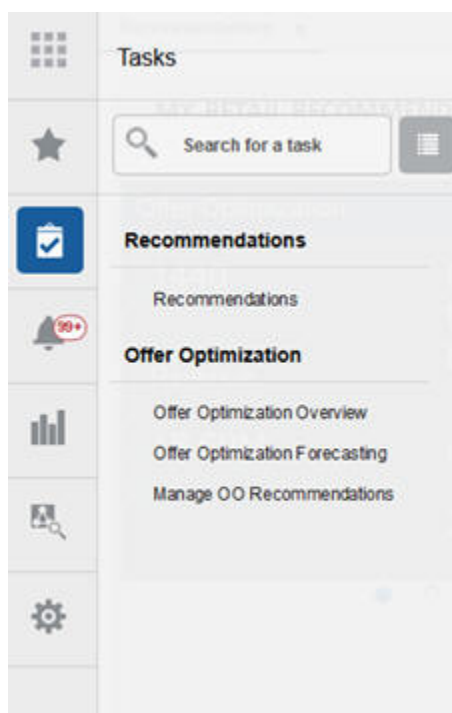 Tasks
Search for a task
Recommendations
Recommendations
99+
Offer Optimization
Offer Optimization Overview
Offer Optimization Forecasting
Manage OO Recommendations